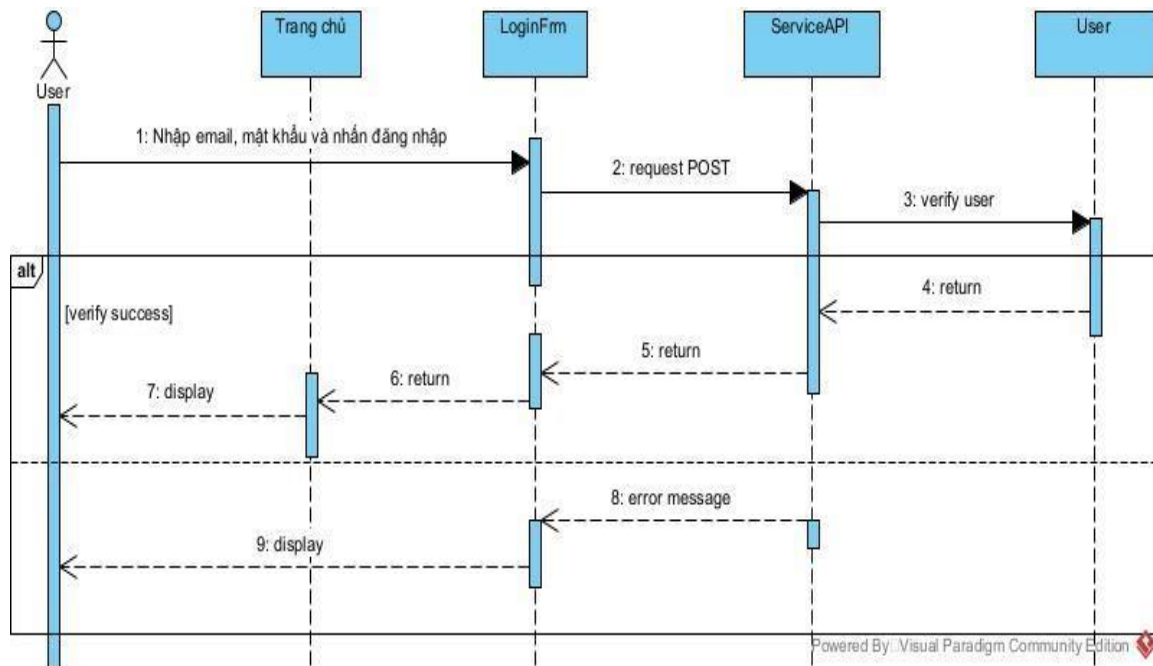 Trang chủ
LoginFrm
ServiceAPI
User
User
1: Nhập email, mật khẩu và nhấn đăng nhập
2: request POST
3: verify user
alt
4: return
[verify success]
5: return
6: return
7: display
8: error message
9: display
Powered By Visual Paradigm Community Edition